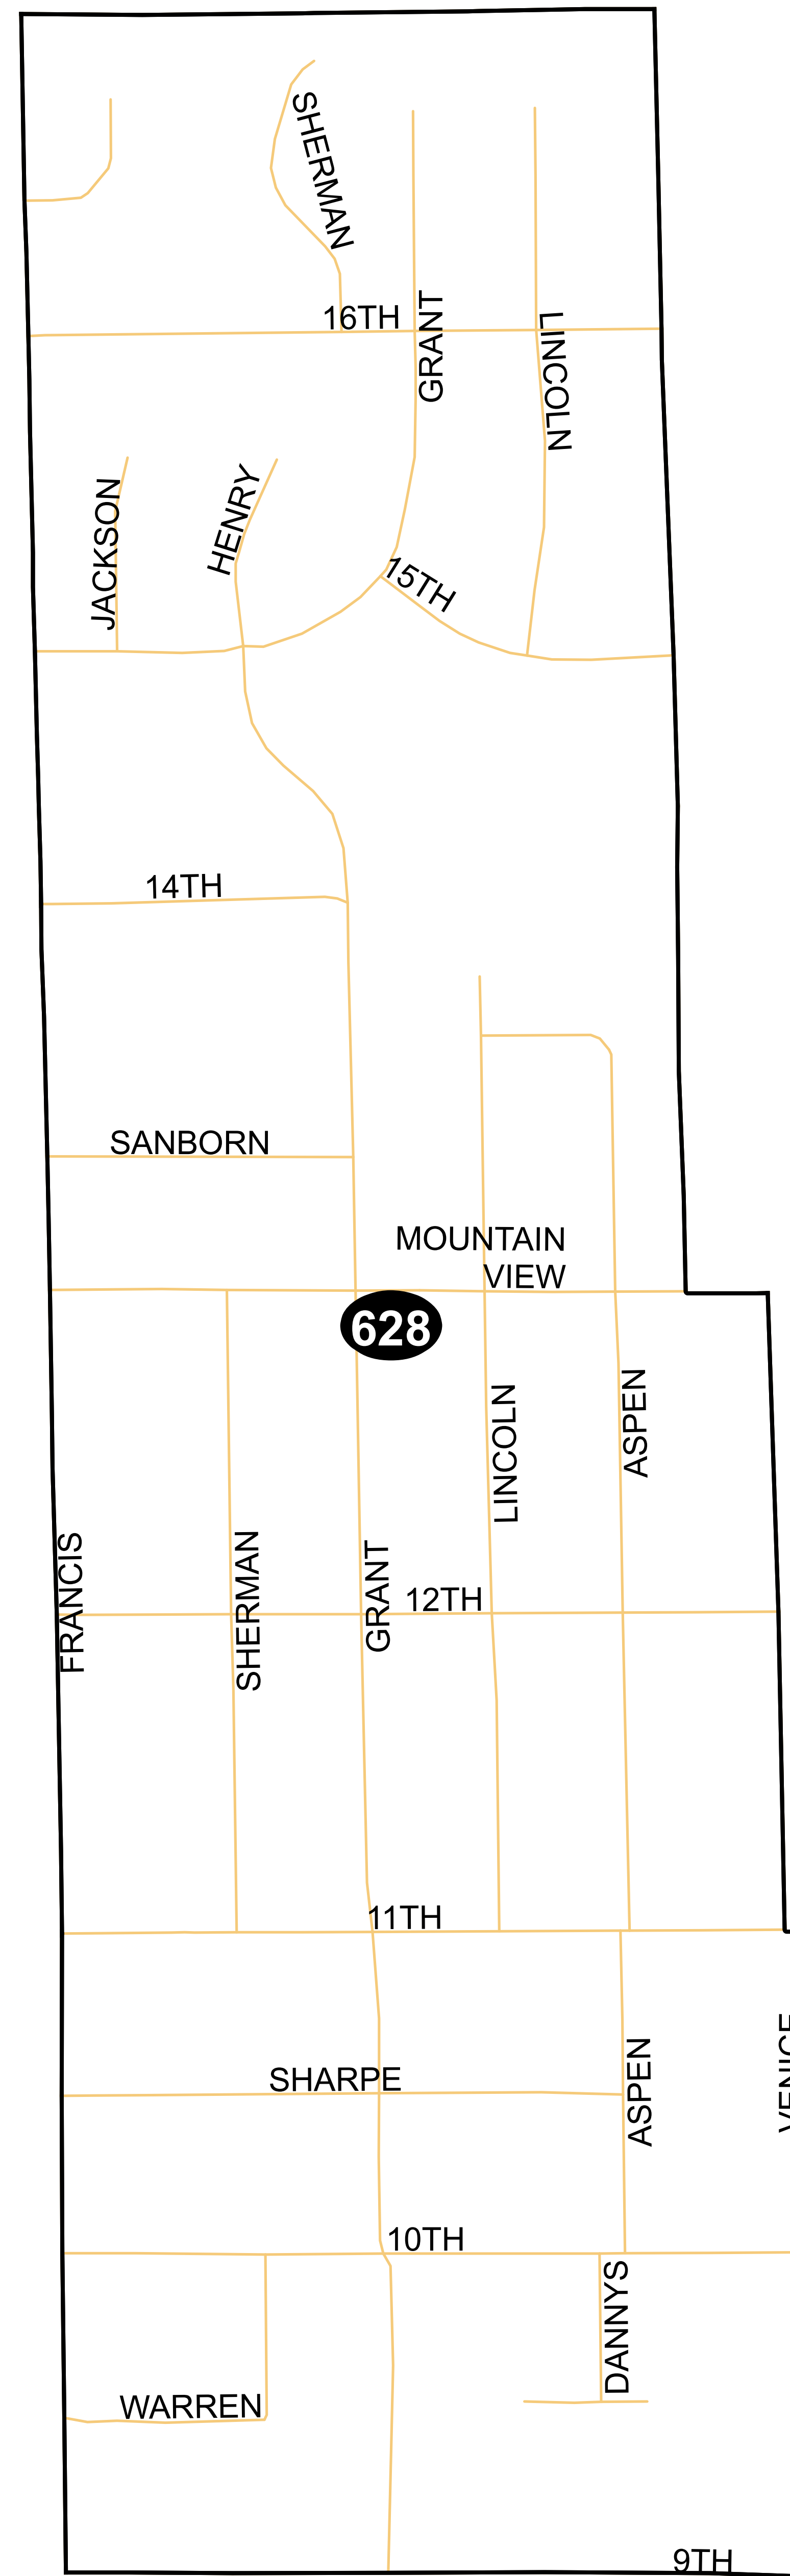 SHERMAN
16TH
GRANT
LINCOLN
JACKSON
HENRY
15TH
14TH
SANBORN
MOUNTAIN
VIEW
628
LINCOLN
ASPEN
FRANCIS
SHERMAN
GRANT
12TH
11TH
SHARPE
ASPEN
VENICE
10TH
DANNYS
WARREN
9TH